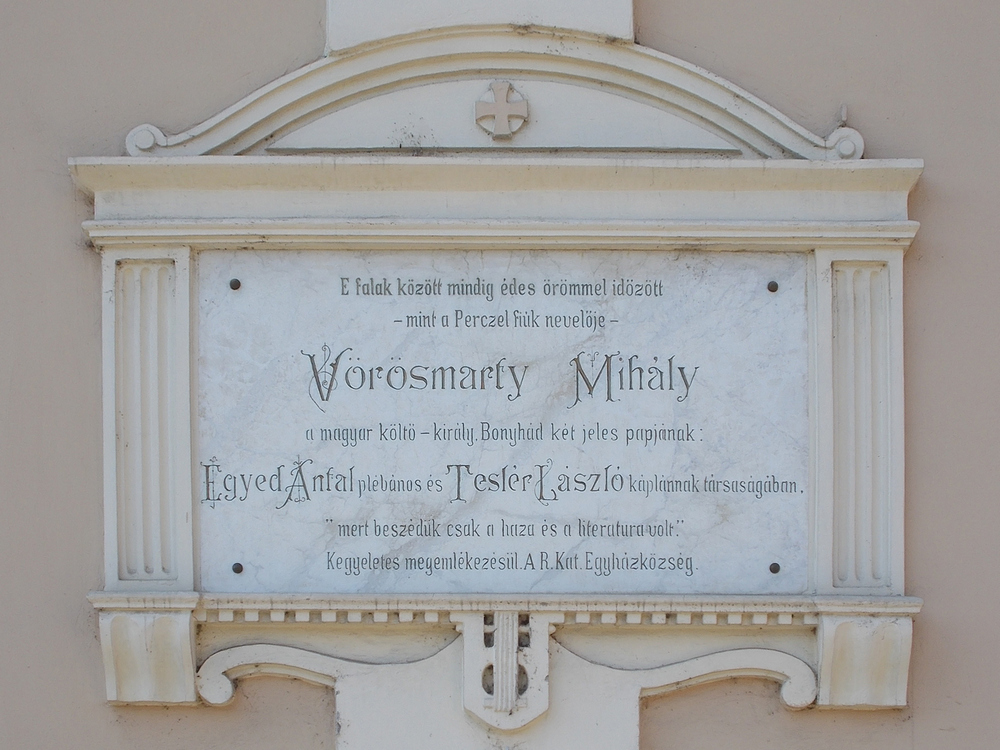 E falak között mindig édes örömmel időzött
– mint a Perczel fiúk nevelője –
Vörösmarty Mihály
a magyar költő – király. Bonyhád két jeles papjának:
Egyed Antal plébános és Teslér László káplánnak társaságában.
"mert beszédük csak a haza és a literatura volt."
Kegyeletes megemlékezésül. A R. Kat. Egyházközség.